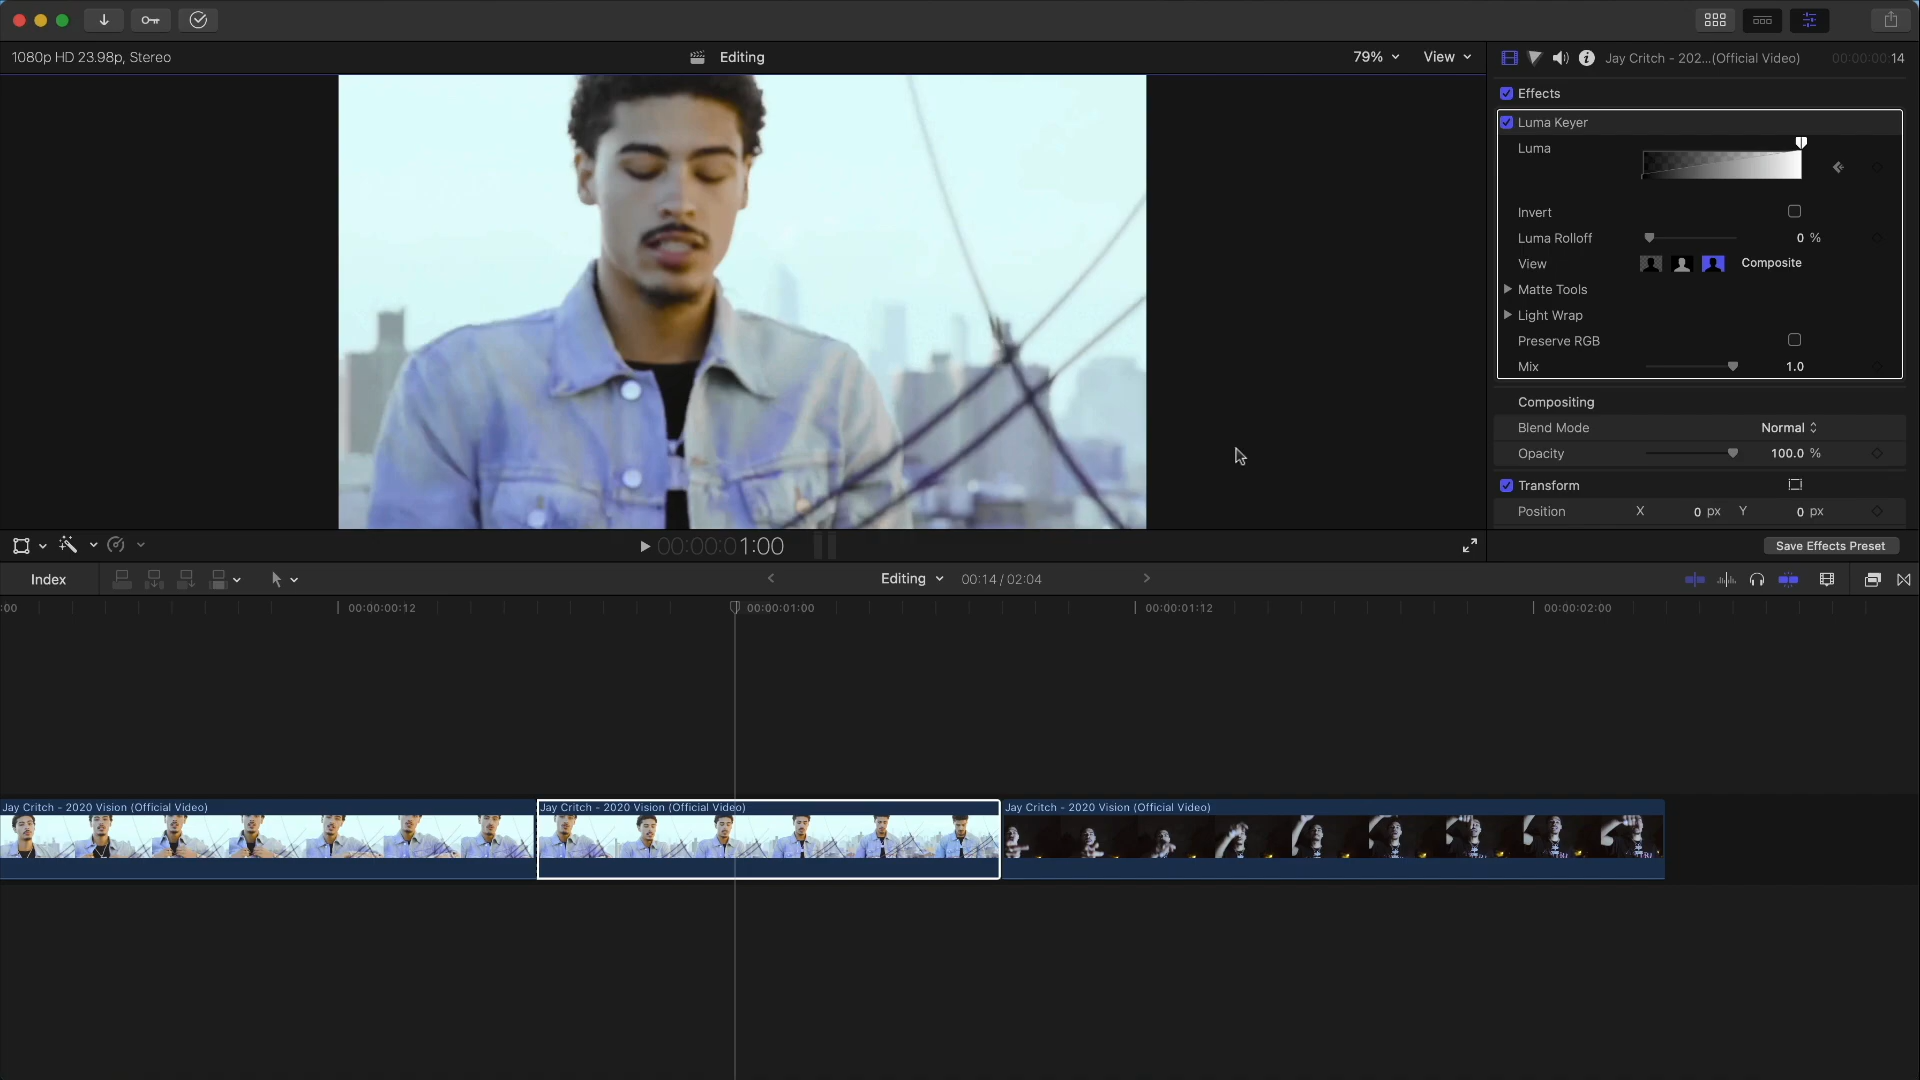 1080p HD 23.98p, Stereo
Editing
79%
View
Jay Critch - 202...(Official Video)
00:00:00:14
Effects
Luma Keyer
Luma
Invert
Luma Rolloff
0 %
View
Composite
Matte Tools
Light Wrap
Preserve RGB
Mix
1.0
Compositing
Blend Mode
Normal
Opacity
100.0 %
Transform
Position
X
0 px
Y
0 px
00:00:01:00
Save Effects Preset
Index
Editing
00:14 / 02:04
:00
00:00:00:12
00:00:01:00
00:00:01:12
00:00:02:00
Jay Critch - 2020 Vision (Official Video)
Jay Critch - 2020 Vision (Official Video)
Jay Critch - 2020 Vision (Official Video)